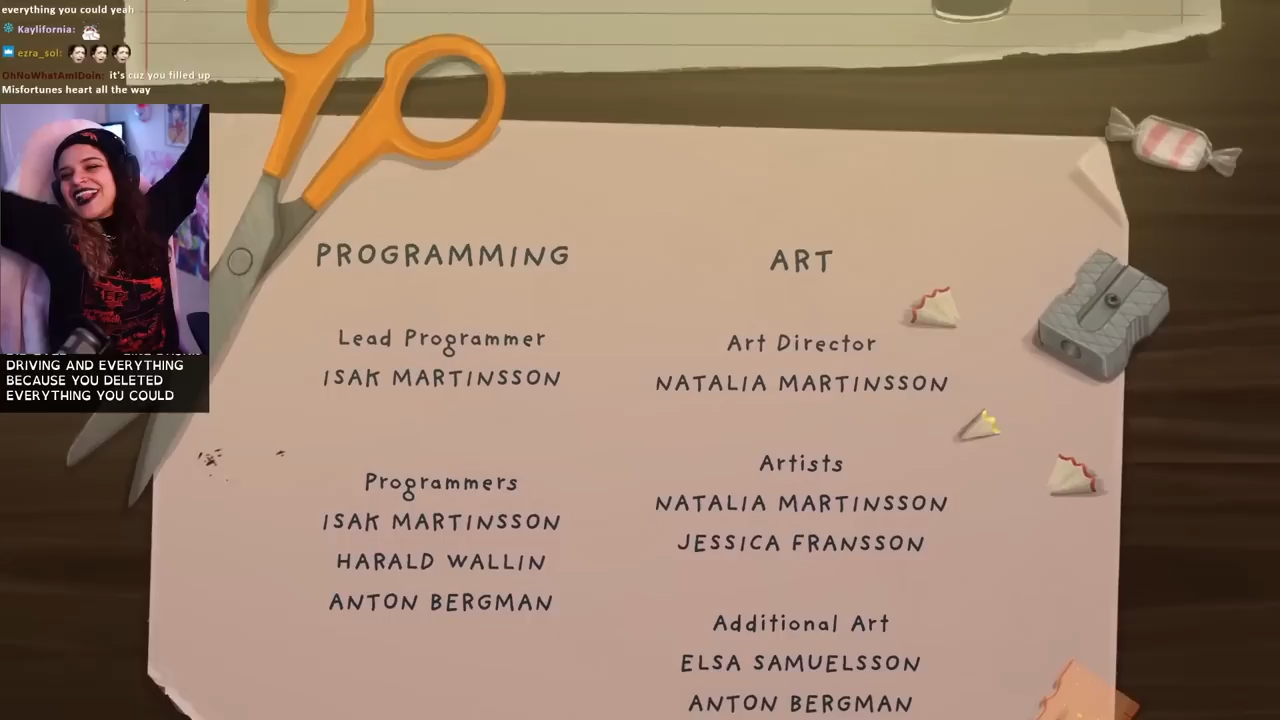 everything you could yeah
Kaylifornia:
ezra_sol:
OhNoWhatAmIDoin: it's cuz you filled up
Misfortunes heart all the way
DRIVING AND EVERYTHING
BECAUSE YOU DELETED
EVERYTHING YOU COULD
PROGRAMMING
Lead Programmer
ISAK MARTINSSON
Programmers
ISAK MARTINSSON
HARALD WALLIN
ANTON BERGMAN
ART
Art Director
NATALIA MARTINSSON
Artists
NATALIA MARTINSSON
JESSICA FRANSSON
Additional Art
ELSA SAMUELSSON
ANTON BERGMAN